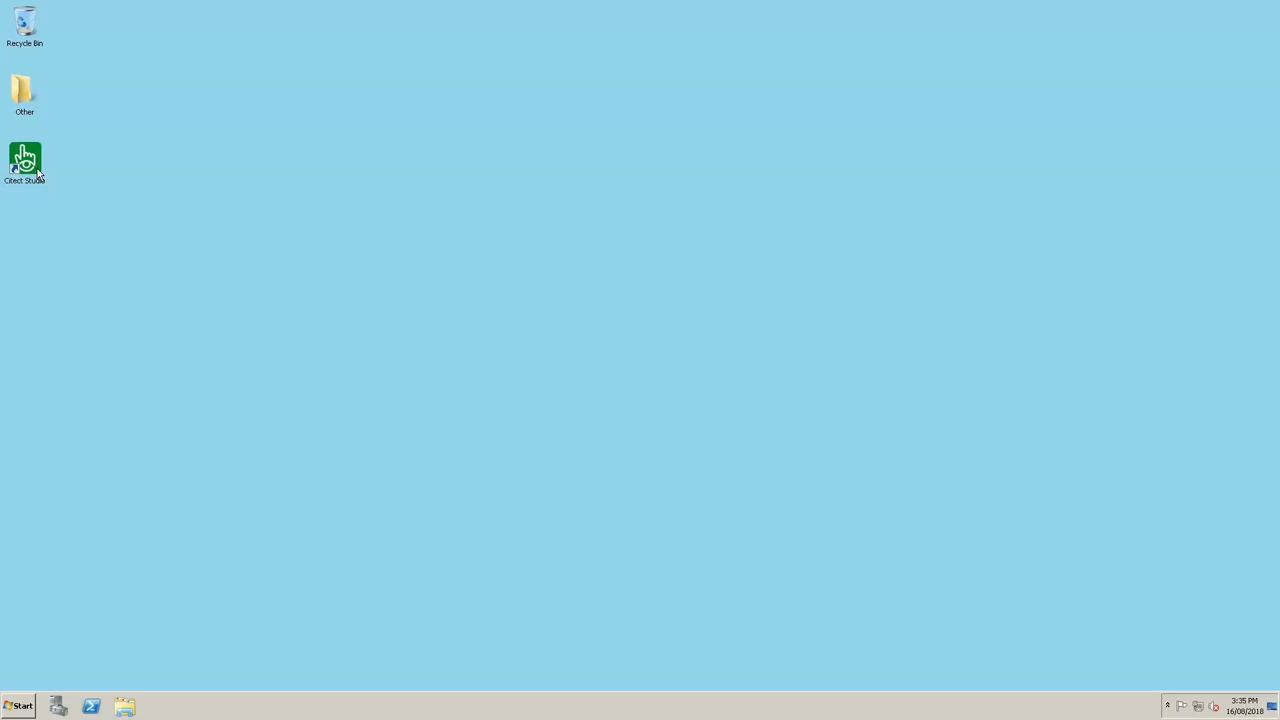 Recycle Bin
Other
Citect Studio
Start
3:35 PM
16/08/2018